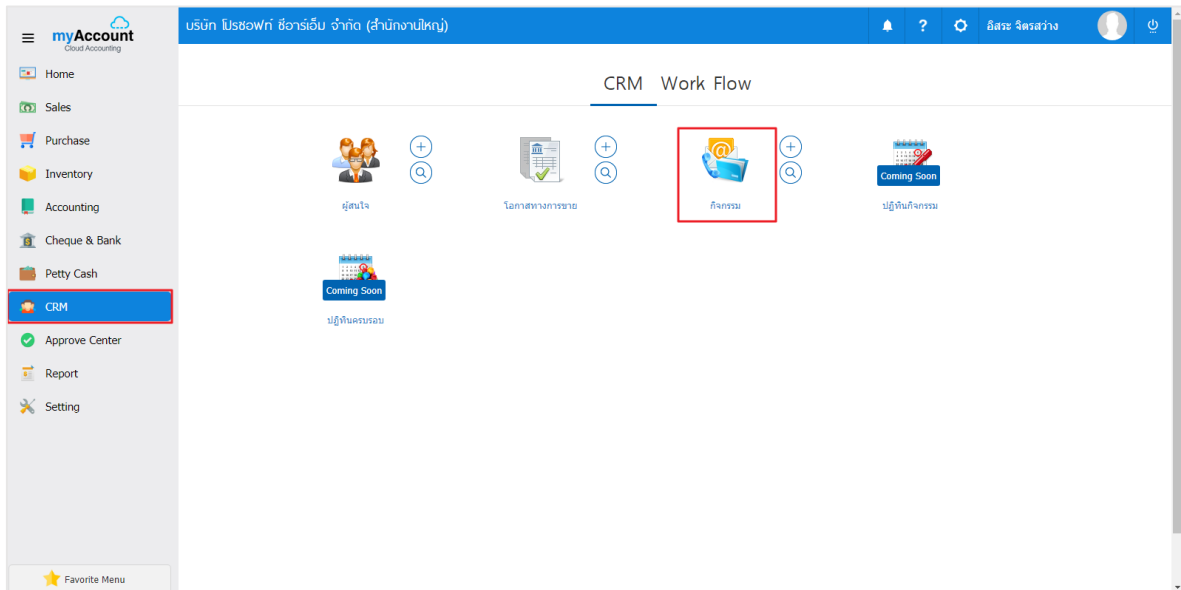 myAccount
Cloud Accounting
บริษัท โปรซอฟท์ ซีอาร์เอ็ม จำกัด (สำนักงานใหญ่)
?
อิสระ จิตรสว่าง
Home
Sales
Purchase
Inventory
Accounting
Cheque & Bank
Petty Cash
CRM
Approve Center
Report
Setting
Favorite Menu
CRM Work Flow
ผู้สนใจ
โอกาสทางการขาย
กิจกรรม
Coming Soon
ปฏิทินกิจกรรม
Coming Soon
ปฏิทินครบรอบ